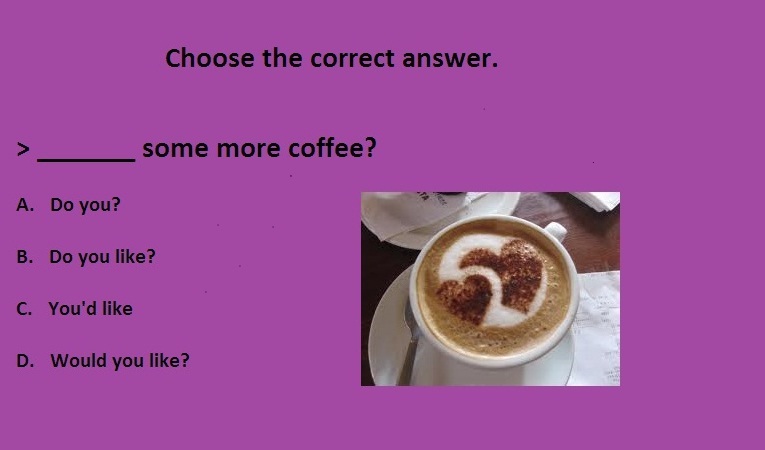 Choose the correct answer.
> _______ some more coffee?
A. Do you?
B. Do you like?
C. You'd like
D. Would you like?